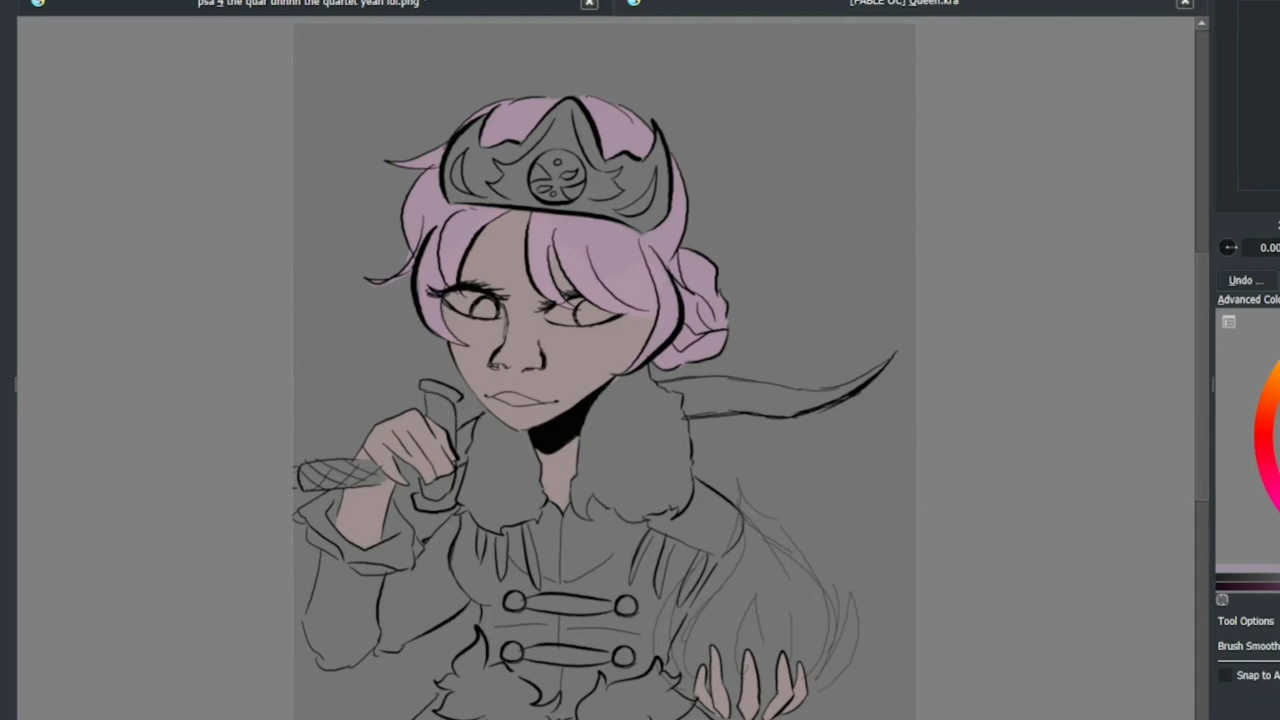 psa 4 the quar uhhhh the quartet yeah lol.png
[FABLE OC] Queen.kra
0.00
Undo ...
Advanced Colo
Tool Options
Brush Smooth
Snap to A